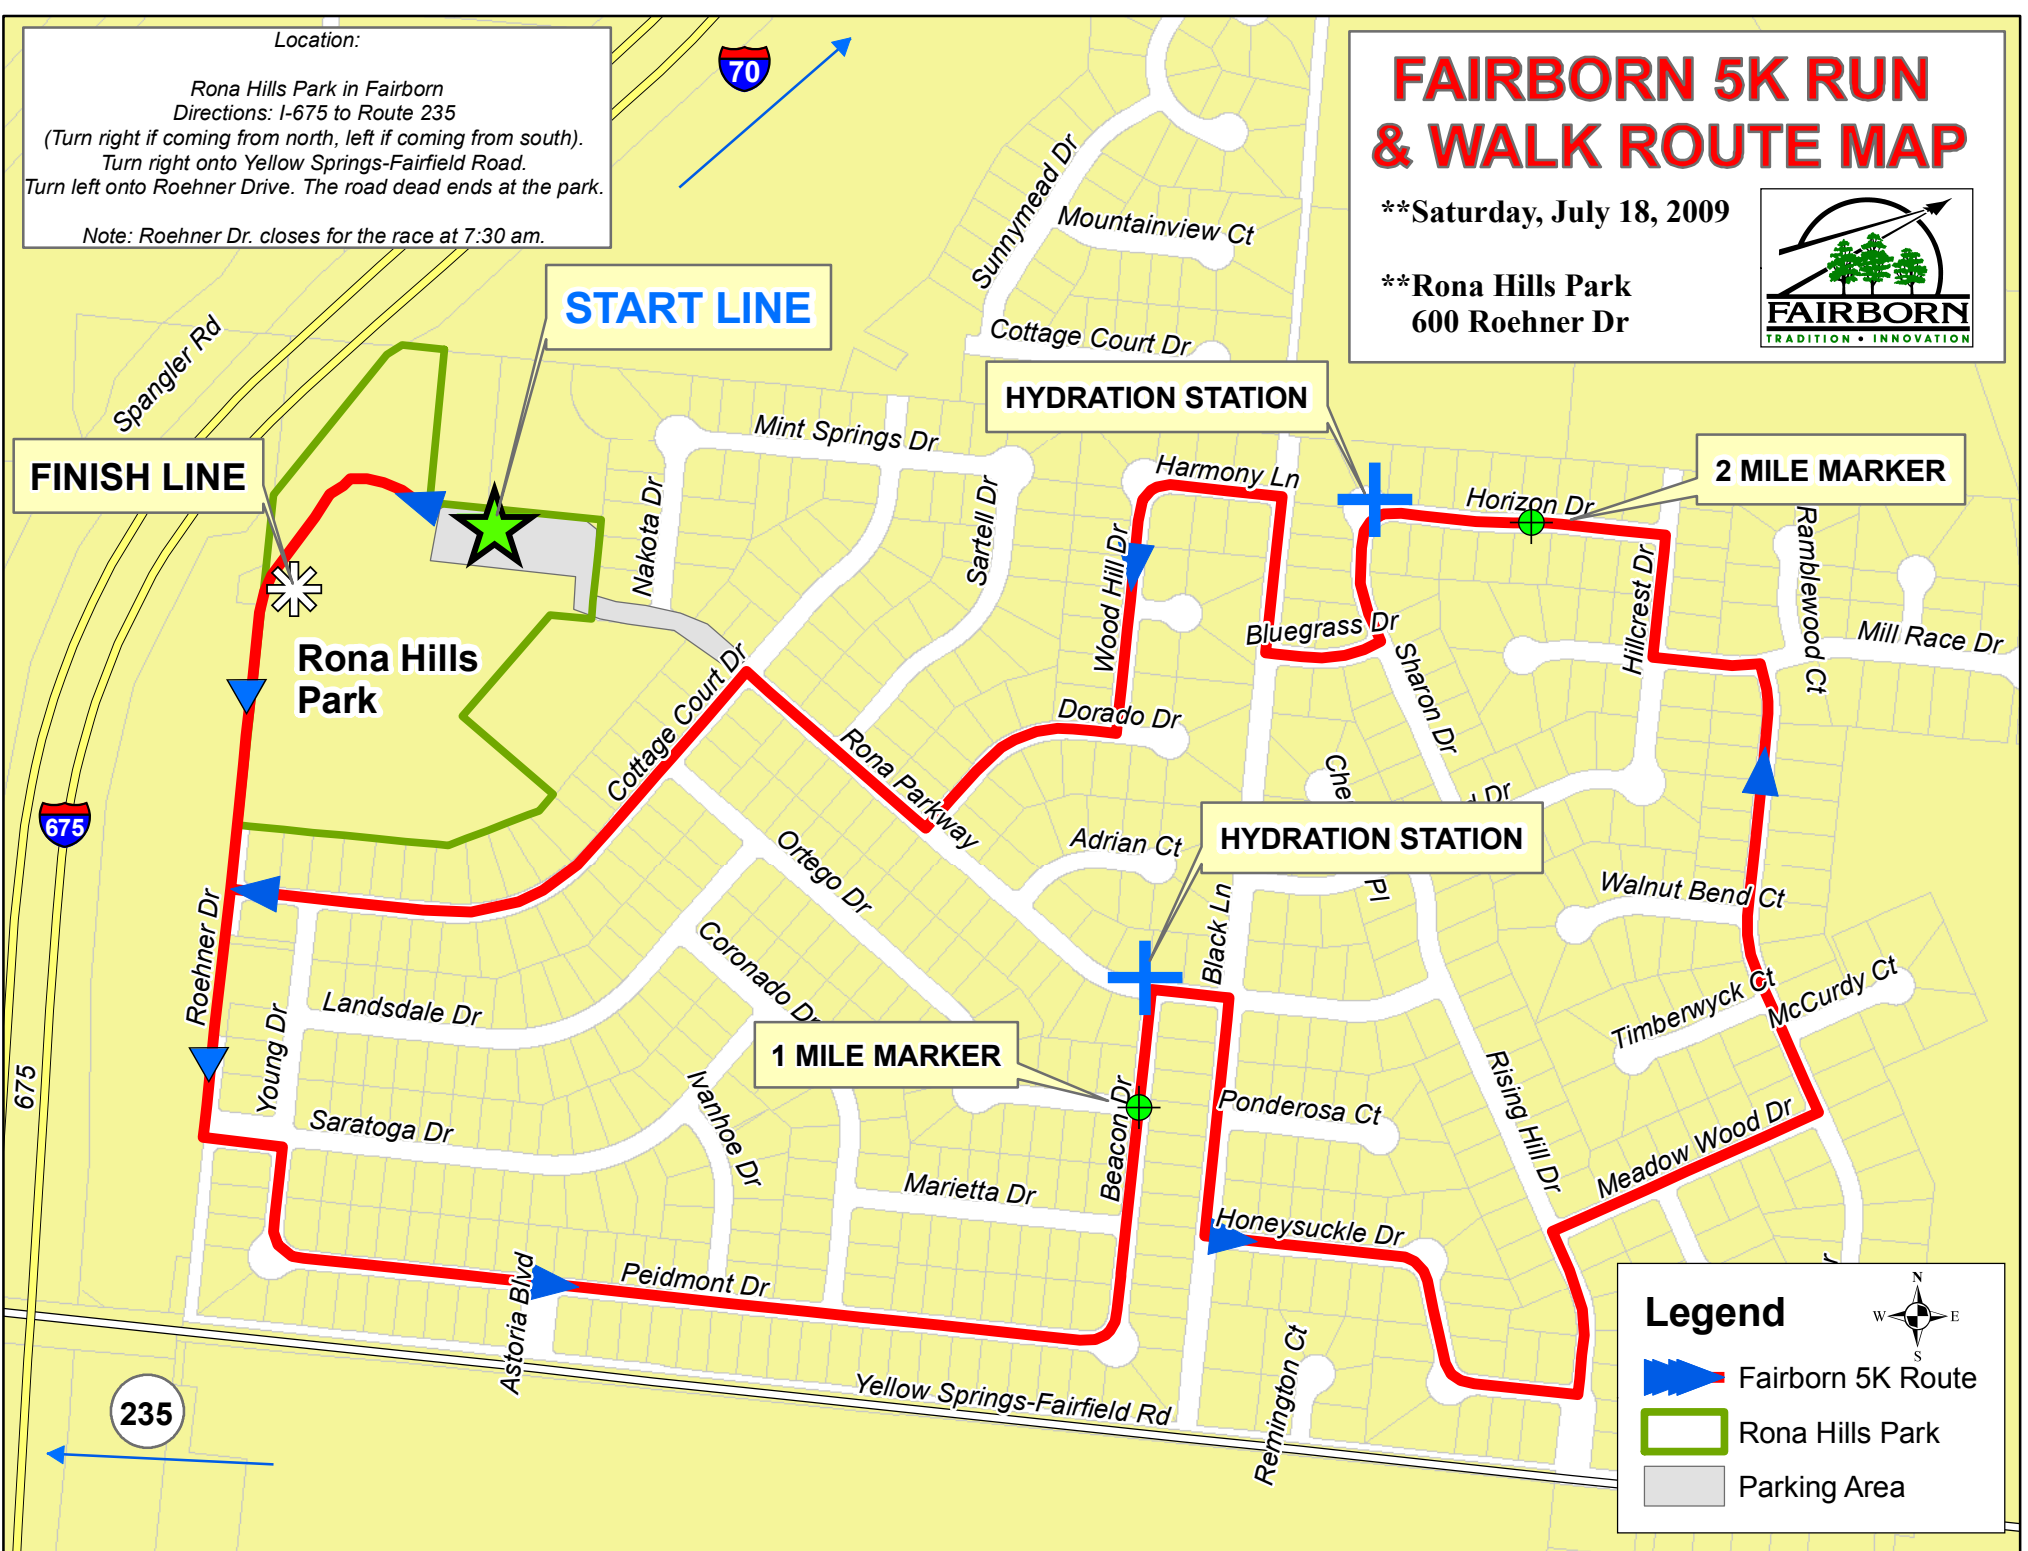 Location:
Rona Hills Park in Fairborn
Directions: I-675 to Route 235
(Turn right if coming from north, left if coming from south).
Turn right onto Yellow Springs-Fairfield Road.
Turn left onto Roehner Drive. The road dead ends at the park.
Note: Roehner Dr. closes for the race at 7:30 am.
70
FAIRBORN 5K RUN
& WALK ROUTE MAP
**Saturday, July 18, 2009
**Rona Hills Park
600 Roehner Dr
FAIRBORN
TRADITION • INNOVATION
START LINE
Spangler Rd
FINISH LINE
Sunnymead Dr
Mountainview Ct
Cottage Court Dr
HYDRATION STATION
2 MILE MARKER
Mint Springs Dr
Nakota Dr
Sartell Dr
Harmony Ln
Wood Hill Dr
Horizon Dr
Hillcrest Dr
Ramblewood Ct
Mill Race Dr
Bluegrass Dr
Sharon Dr
Rona Hills
Park
Cottage Court Dr
Dorado Dr
Rona Parkway
675
Che
Pl
Dr
HYDRATION STATION
Adrian Ct
Ortego Dr
Black Ln
Walnut Bend Ct
Roehner Dr
Coronado Dr
Timberwyck Ct
McCurdy Ct
Landsdale Dr
Young Dr
1 MILE MARKER
675
Saratoga Dr
Ivanhoe Dr
Beacon Dr
Ponderosa Ct
Rising Hill Dr
Meadow Wood Dr
Marietta Dr
Honeysuckle Dr
Astoria Blvd
Peidmont Dr
Yellow Springs-Fairfield Rd
Remington Ct
235
Legend
N
W
E
S
Fairborn 5K Route
Rona Hills Park
Parking Area